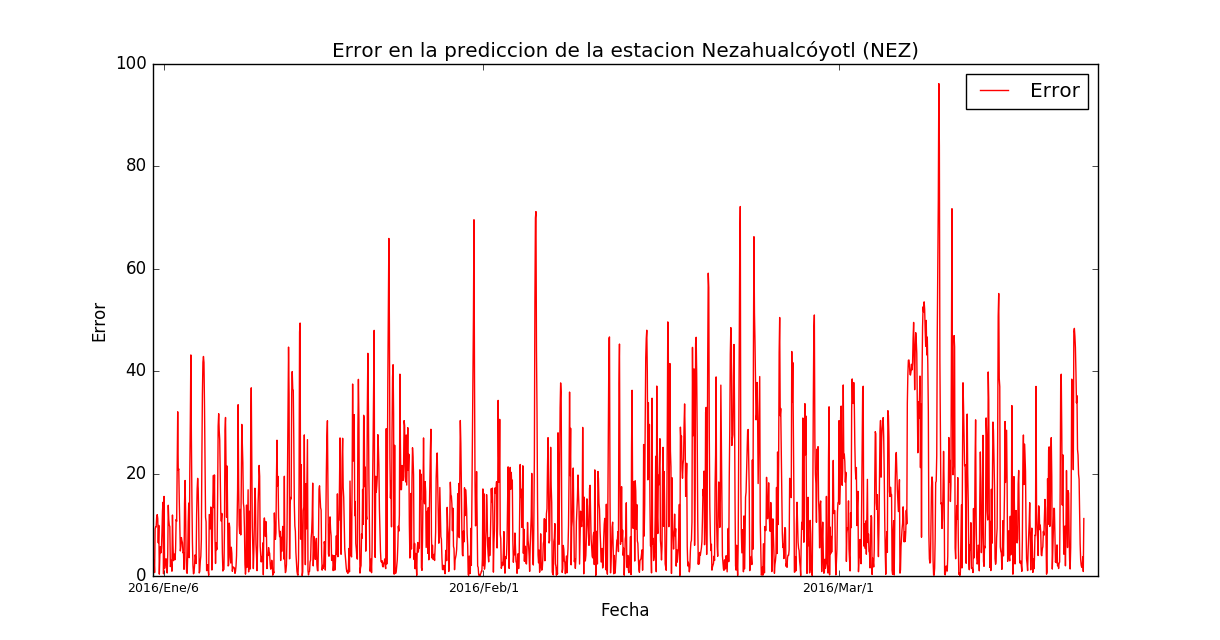 Error en la prediccion de la estacion Nezahualcóyotl (NEZ)
100
80
60
40
20
0
Error
Error
2016/Ene/6
2016/Feb/1
2016/Mar/1
Fecha